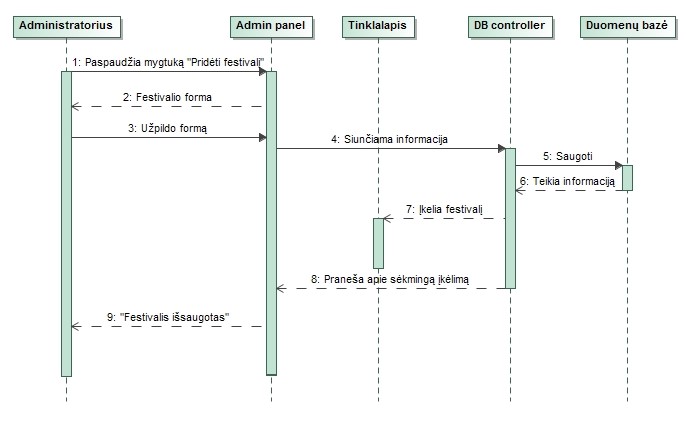 Administratorius
Admin panel
Tinklalapis
DB controller
Duomenų bazė
1: Paspaudžia mygtuką "Pridėti festivalį"
2: Festivalio forma
3: Užpildo formą
4: Siunčiama informacija
5: Saugoti
6: Teikia informaciją
7: Įkelia festivalį
8: Praneša apie sėkmingą įkėlimą
9: "Festivalis išsaugotas"